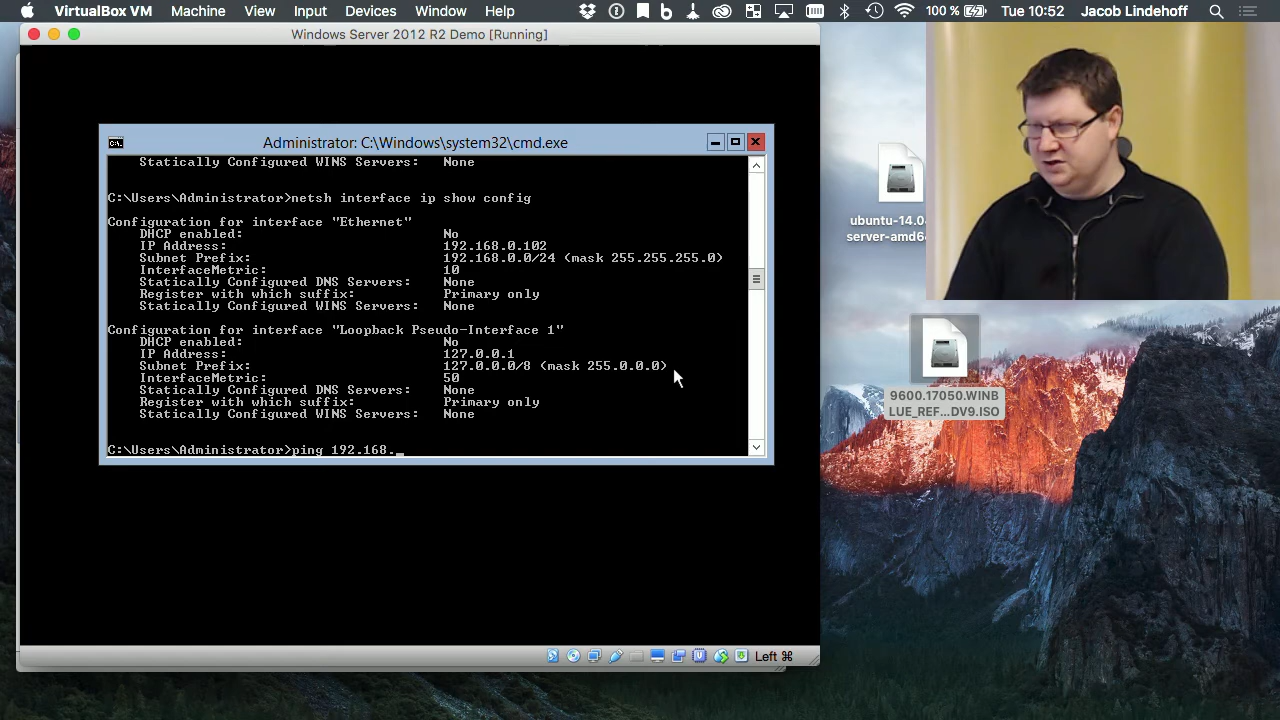 VirtualBox VM Machine View Input Devices Window Help 100 % Tue 10:52 Jacob Lindehoff
Windows Server 2012 R2 Demo [Running]
Administrator: C:\Windows\system32\cmd.exe
Statically Configured WINS Servers: None
C:\Users\Administrator>netsh interface ip show config
Configuration for interface "Ethernet"
DHCP enabled: No
IP Address: 192.168.0.102
Subnet Prefix: 192.168.0.0/24 (mask 255.255.255.0)
InterfaceMetric: 10
Statically Configured DNS Servers: None
Register with which suffix: Primary only
Statically Configured WINS Servers: None
Configuration for interface "Loopback Pseudo-Interface 1"
DHCP enabled: No
IP Address: 127.0.0.1
Subnet Prefix: 127.0.0.0/8 (mask 255.0.0.0)
InterfaceMetric: 50
Statically Configured DNS Servers: None
Register with which suffix: Primary only
Statically Configured WINS Servers: None
C:\Users\Administrator>ping 192.168._
Left ⌘
ubuntu-14.0
server-amd6
9600.17050.WINB
LUE_REF...DV9.ISO